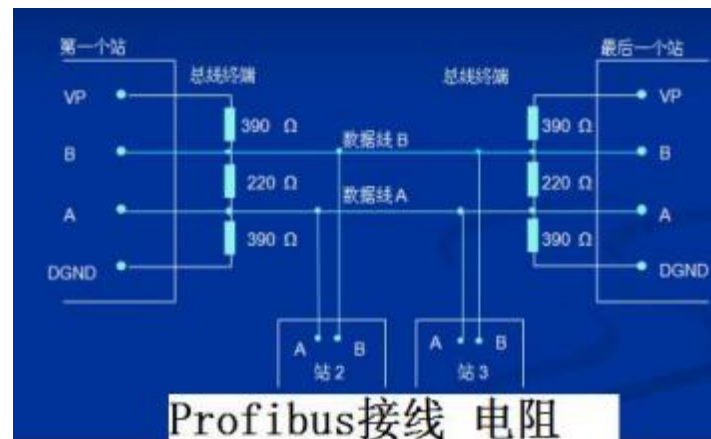 第一个站 最后一个站
总线终端 总线终端
VP VP
390 Ω 390 Ω
数据线 B
B B
220 Ω 220 Ω
数据线 A
A A
390 Ω 390 Ω
DGND DGND
A B A B
站 2 站 3
Profibus接线 电阻